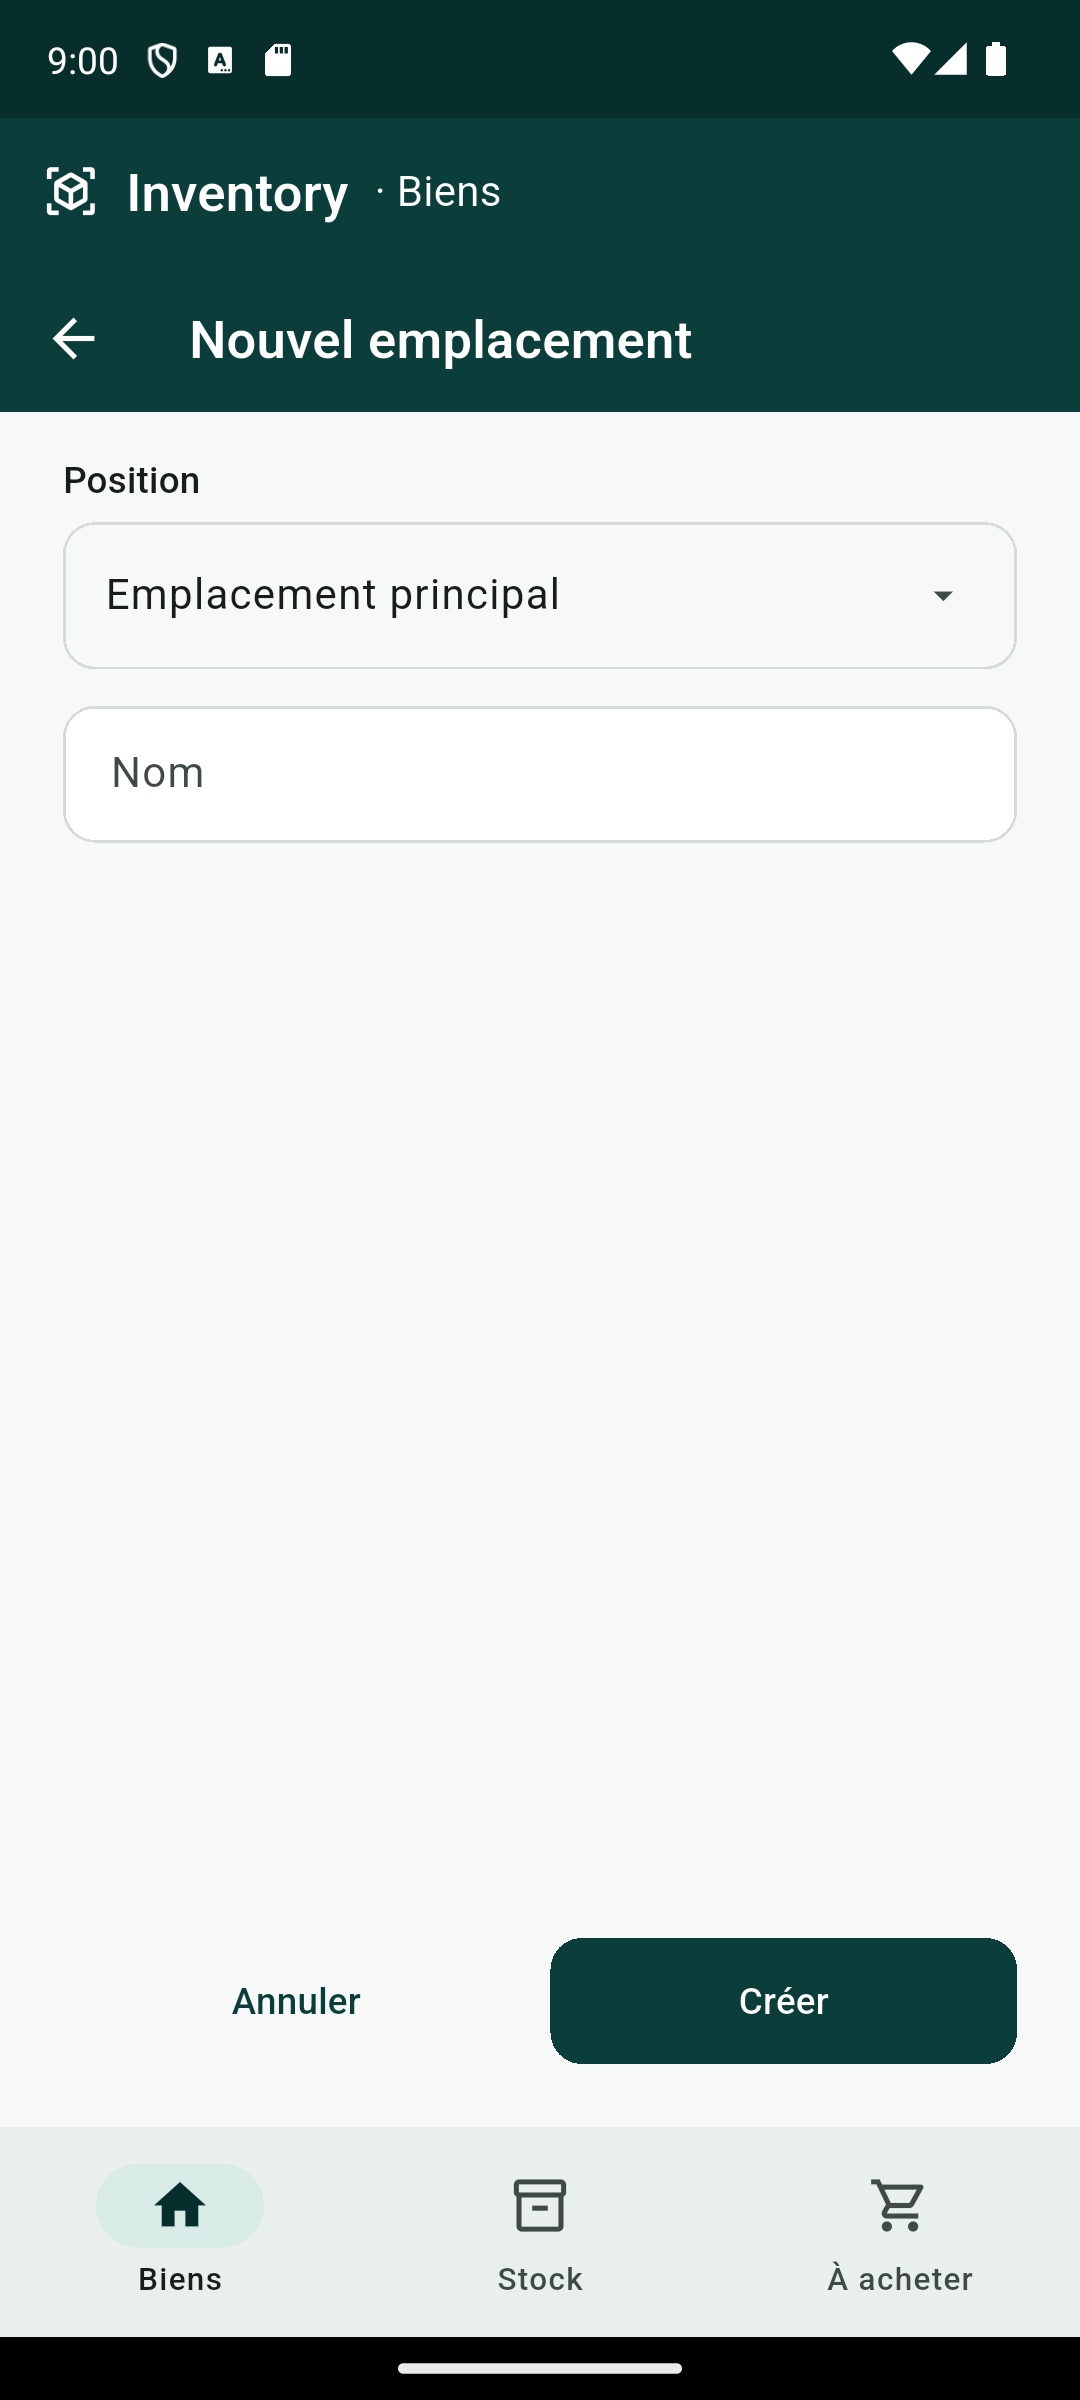 9:00
Inventory · Biens
Nouvel emplacement
Position
Emplacement principal
Nom
Annuler
Créer
Biens
Stock
À acheter